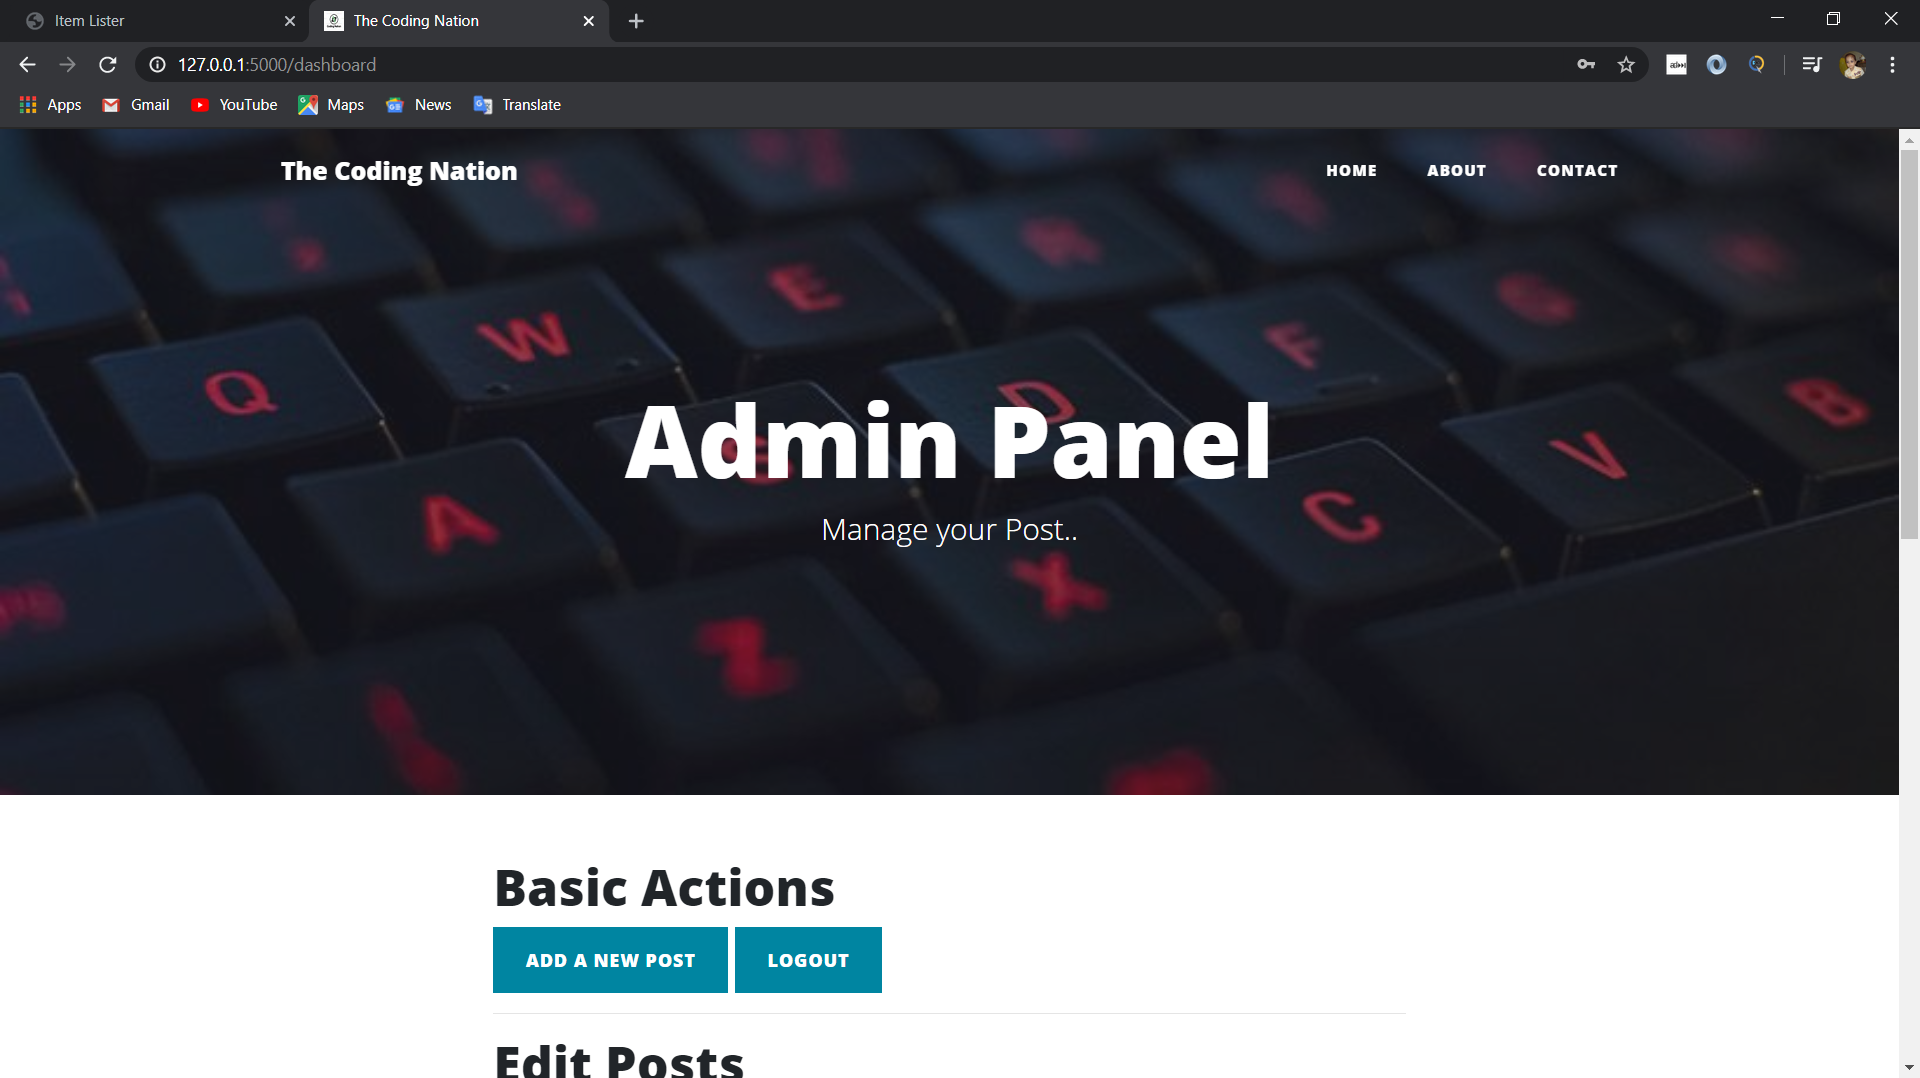 Item Lister
The Coding Nation
127.0.0.1:5000/dashboard
Apps
Gmail
YouTube
Maps
News
Translate
The Coding Nation
HOME
ABOUT
CONTACT
Q
W
E
R
D
F
G
A
S
Z
X
C
V
B
Admin Panel
Manage your Post..
Basic Actions
ADD A NEW POST
LOGOUT
Edit Posts